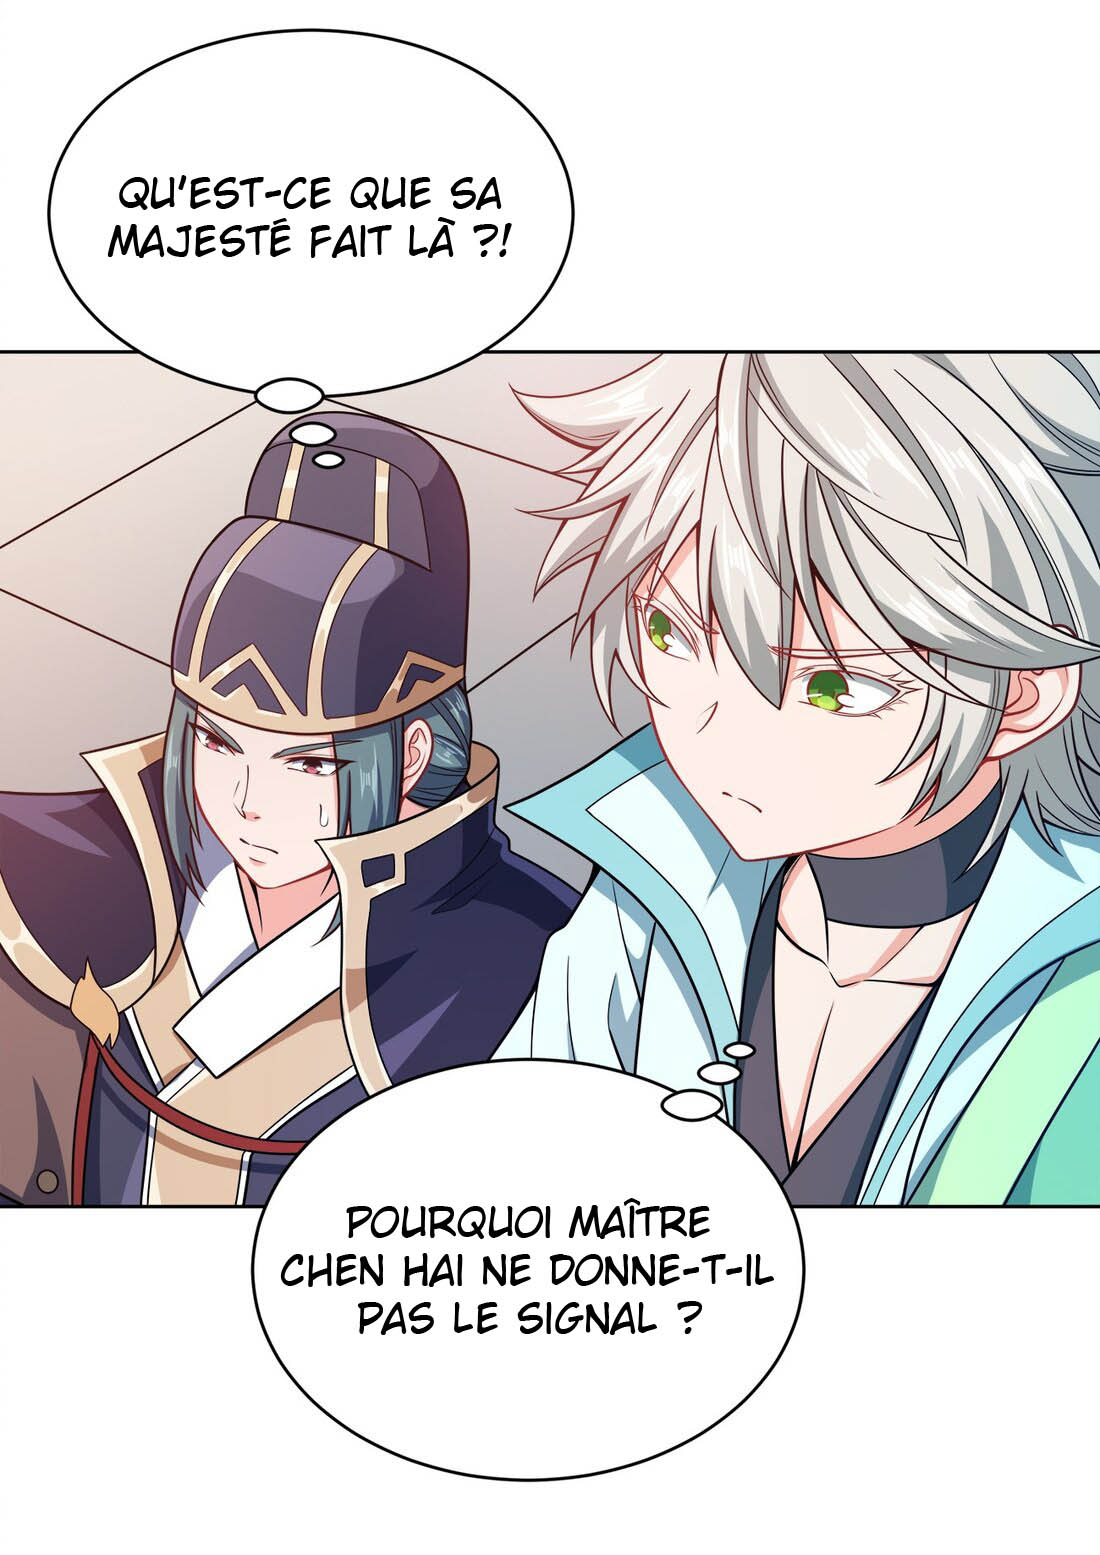 QU'EST-CE QUE SA
MAJESTÉ FAIT LÀ ?!
POURQUOI MAÎTRE
CHEN HAI NE DONNE-T-IL
PAS LE SIGNAL ?